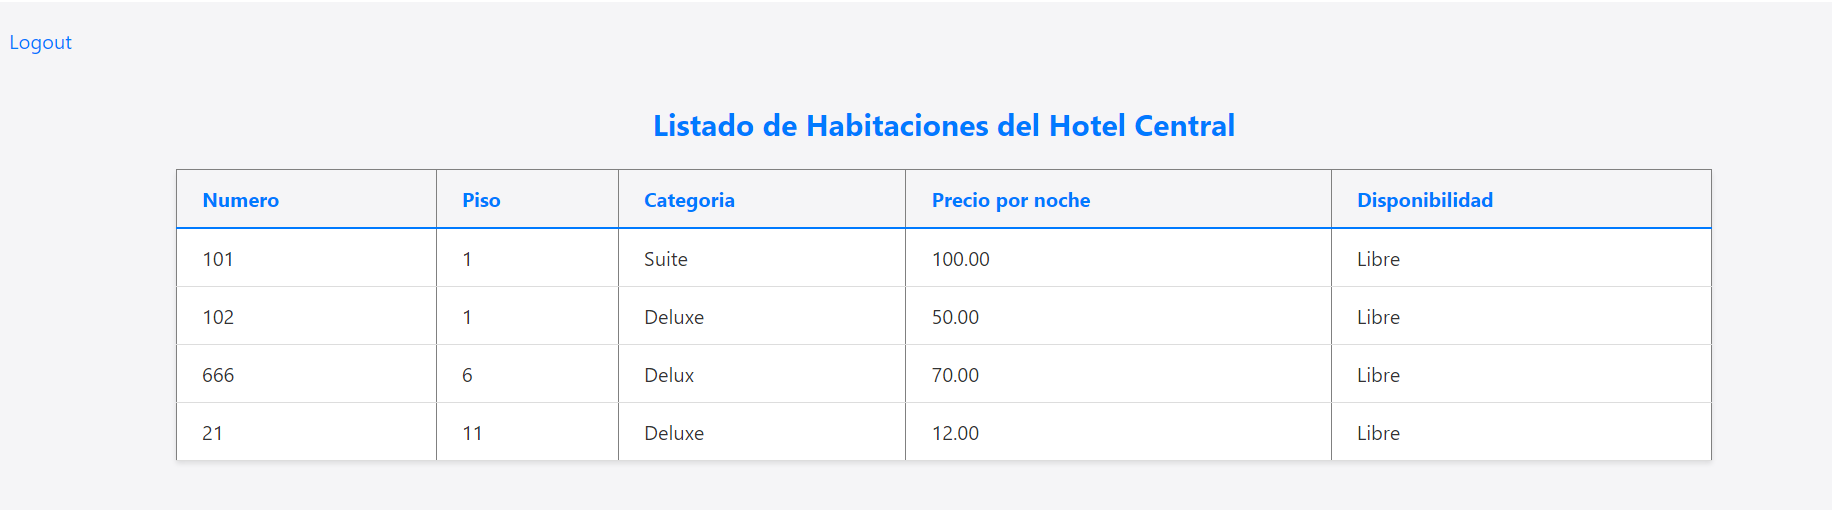 Logout
Listado de Habitaciones del Hotel Central
Numero Piso Categoria Precio por noche Disponibilidad
101 1 Suite 100.00 Libre
102 1 Deluxe 50.00 Libre
666 6 Delux 70.00 Libre
21 11 Deluxe 12.00 Libre